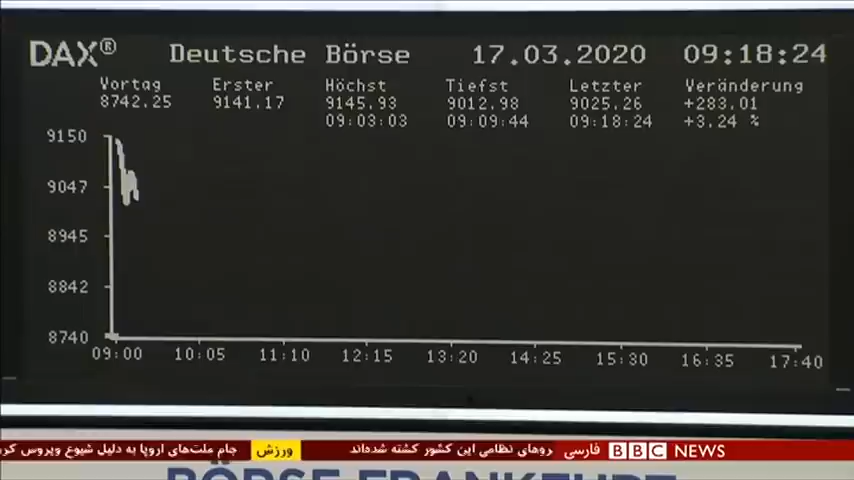 DAX® Deutsche Börse 17.03.2020 09:18:24
Vortag Erster Höchst Tiefst Letzter Veränderung
8742.25 9141.17 9145.93 9012.98 9025.26 +283.01
09:03:03 09:09:44 09:18:24 +3.24 %
9150
9047
8945
8842
8740
09:00 10:05 11:10 12:15 13:20 14:25 15:30 16:35 17:40
BBC NEWS فارسی
روهای نظامی این کشور کشته شده‌اند ورزش جام ملت‌های اروپا به دلیل شیوع ویروس
BÖRSE FRANKFURT